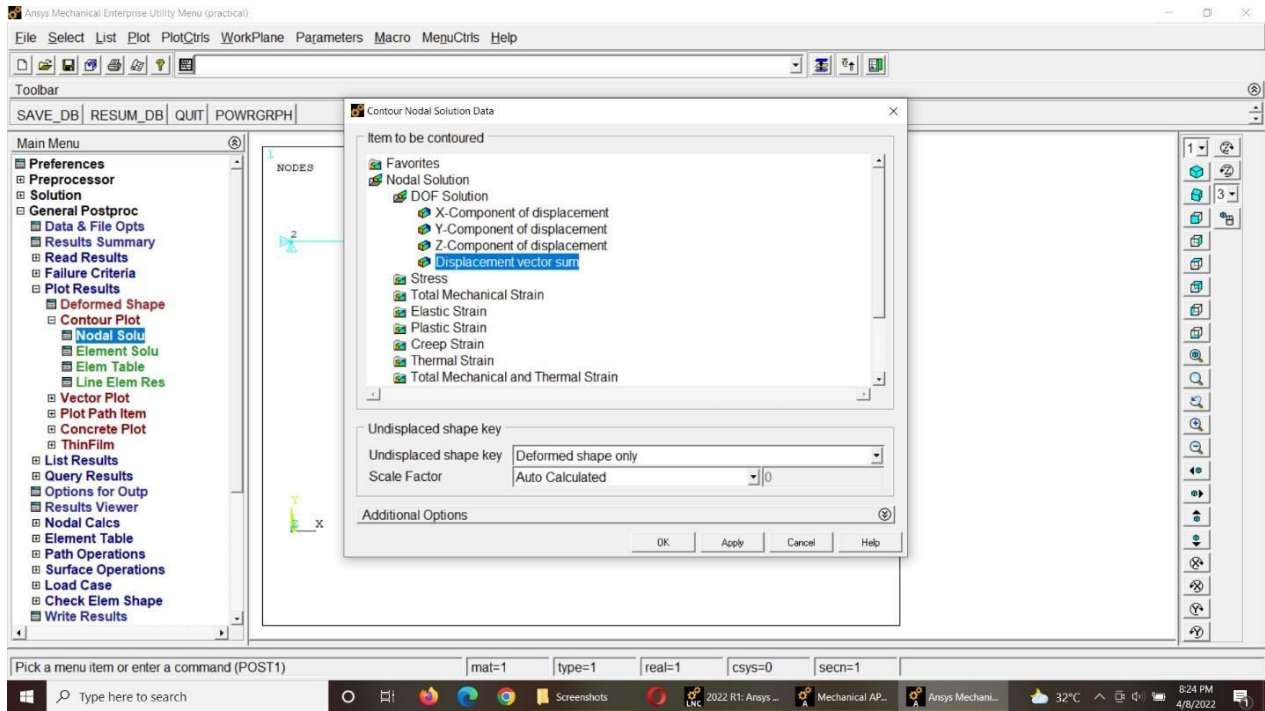 Ansys Mechanical Enterprise Utility Menu (practical)
File Select List Plot PlotCtrls WorkPlane Parameters Macro MenuCtrls Help
Toolbar
SAVE_DB RESUM_DB QUIT POWRGRPH
Main Menu
Preferences
Preprocessor
Solution
General Postproc
Data & File Opts
Results Summary
Read Results
Failure Criteria
Plot Results
Deformed Shape
Contour Plot
Nodal Solu
Element Solu
Elem Table
Line Elem Res
Vector Plot
Plot Path Item
Concrete Plot
ThinFilm
List Results
Query Results
Options for Outp
Results Viewer
Nodal Calcs
Element Table
Path Operations
Surface Operations
Load Case
Check Elem Shape
Write Results
1
NODES
2
Y
Z X
Contour Nodal Solution Data
Item to be contoured
Favorites
Nodal Solution
DOF Solution
X-Component of displacement
Y-Component of displacement
Z-Component of displacement
Displacement vector sum
Stress
Total Mechanical Strain
Elastic Strain
Plastic Strain
Creep Strain
Thermal Strain
Total Mechanical and Thermal Strain
Undisplaced shape key
Undisplaced shape key Deformed shape only
Scale Factor Auto Calculated 0
Additional Options
OK Apply Cancel Help
1
3
Pick a menu item or enter a command (POST1) mat=1 type=1 real=1 csys=0 secn=1
Type here to search Screenshots 2022 R1: Ansys ... Mechanical AP... Ansys Mechani... 32°C 8:24 PM
4/8/2022